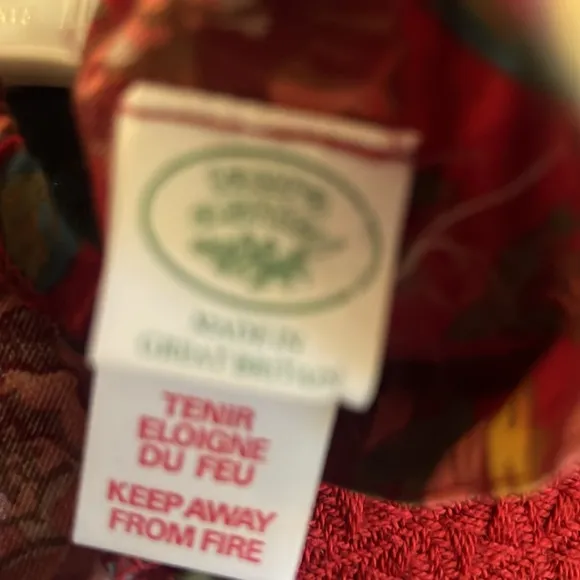 MADE IN
GREAT BRITAIN
TENIR
ELOIGNE
DU FEU
KEEP AWAY
FROM FIRE